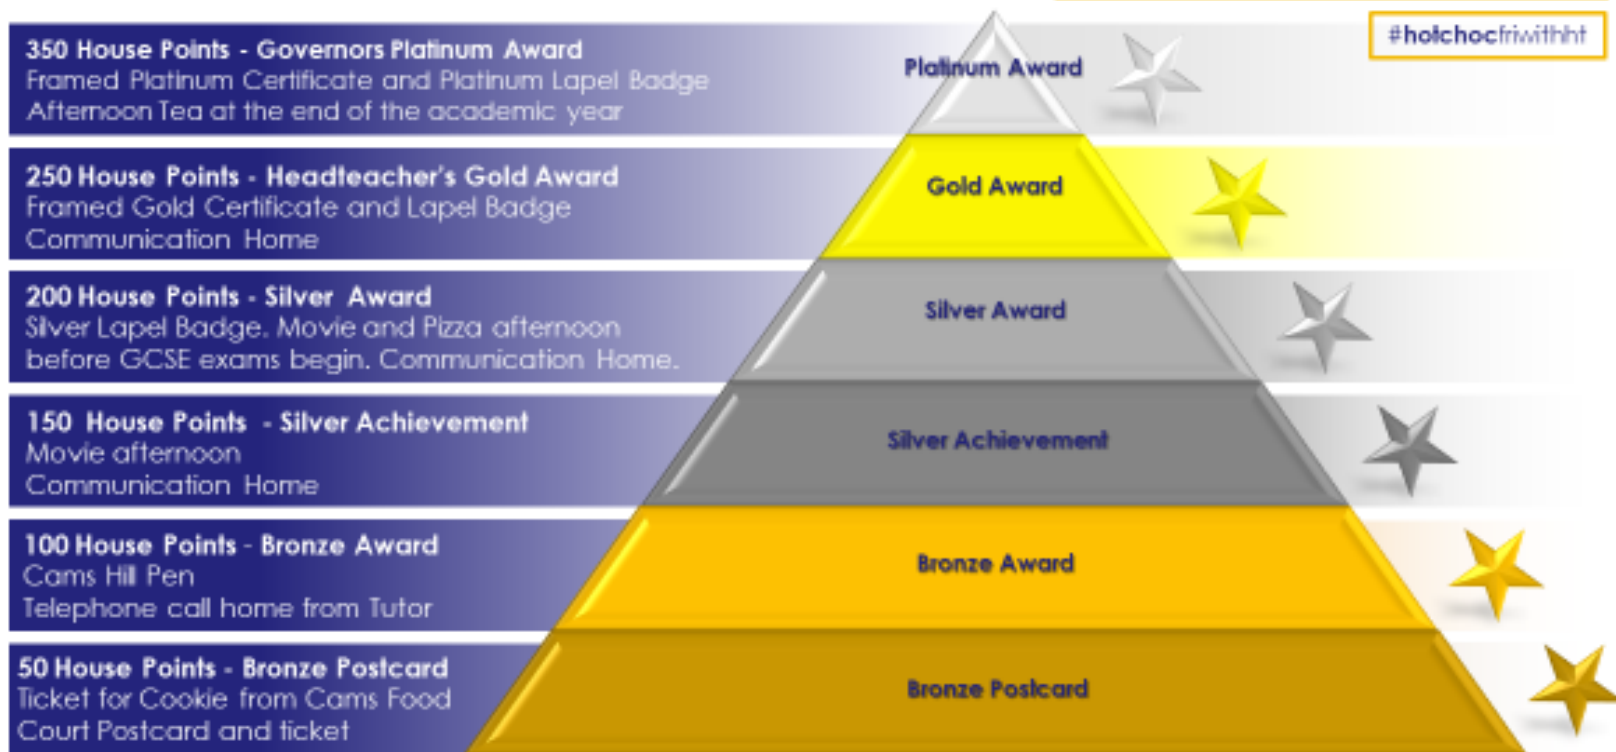 #hotchocfriwithht
350 House Points - Governors Platinum Award
Framed Platinum Certificate and Platinum Lapel Badge
Afternoon Tea at the end of the academic year
Platinum Award
250 House Points - Headteacher's Gold Award
Framed Gold Certificate and Lapel Badge
Communication Home
Gold Award
200 House Points - Silver Award
Silver Lapel Badge. Movie and Pizza afternoon
before GCSE exams begin. Communication Home.
Silver Award
150 House Points - Silver Achievement
Movie afternoon
Communication Home
Silver Achievement
100 House Points - Bronze Award
Cams Hill Pen
Telephone call home from Tutor
Bronze Award
50 House Points - Bronze Postcard
Ticket for Cookie from Cams Food
Court Postcard and ticket
Bronze Postcard